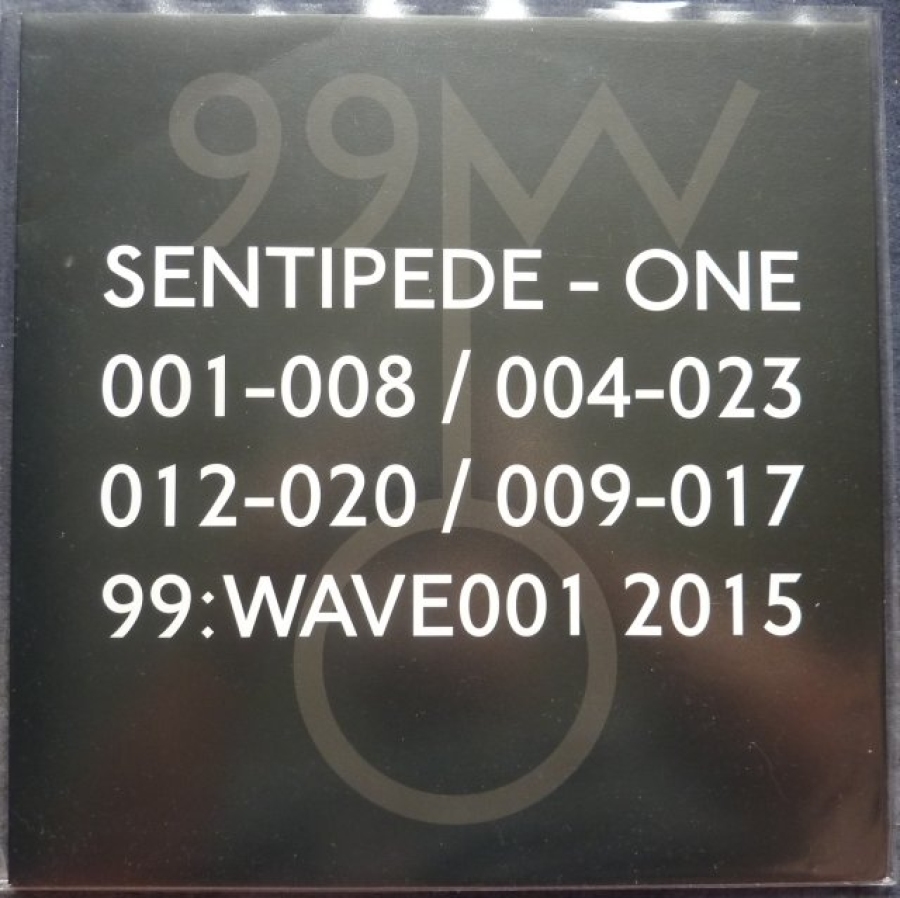 99W
SENTIPEDE - ONE
001-008 / 004-023
012-020 / 009-017
99:WAVE001 2015